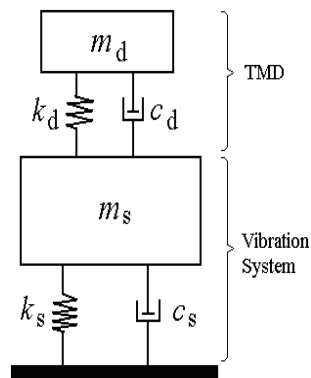 m_d
TMD
k_d
c_d
m_s
Vibration
System
k_s
c_s